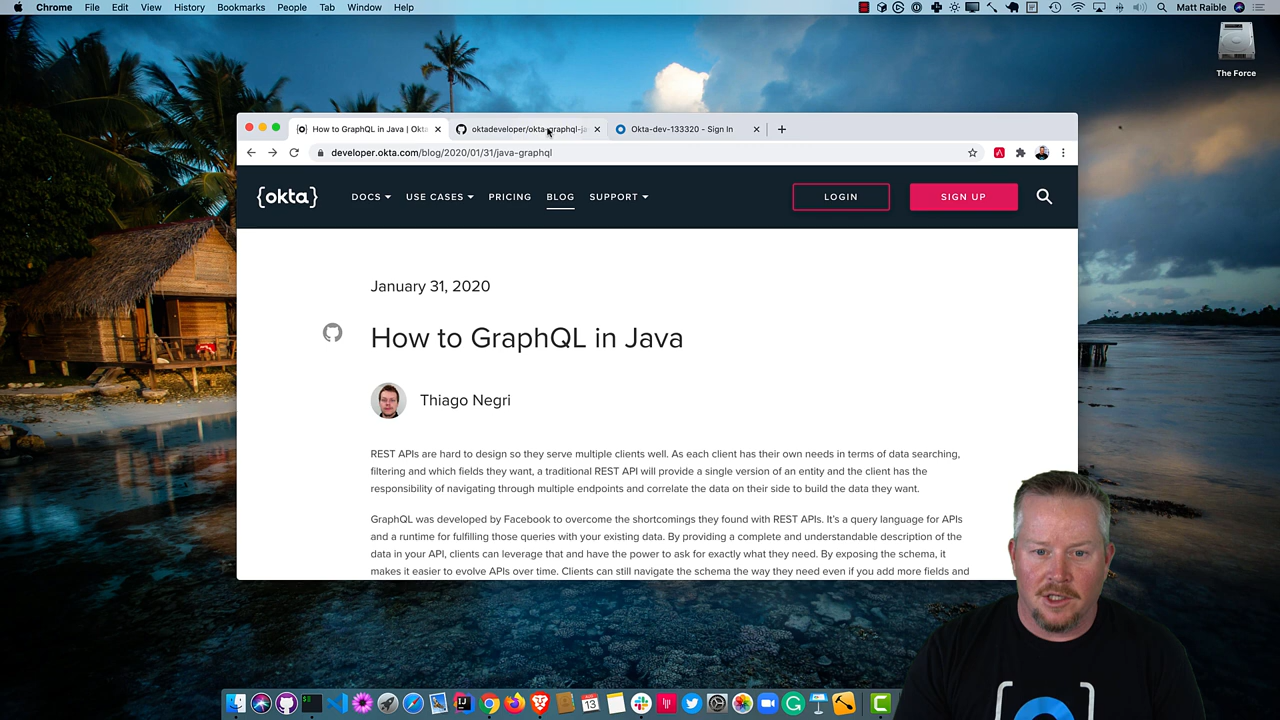 Chrome File Edit View History Bookmarks People Tab Window Help Matt Raible
The Force
How to GraphQL in Java | Okta oktadeveloper/okta-graphql-ja Okta-dev-133320 - Sign In
developer.okta.com/blog/2020/01/31/java-graphql
{okta} DOCS USE CASES PRICING BLOG SUPPORT LOGIN SIGN UP
January 31, 2020
How to GraphQL in Java
Thiago Negri
REST APIs are hard to design so they serve multiple clients well. As each client has their own needs in terms of data searching,
filtering and which fields they want, a traditional REST API will provide a single version of an entity and the client has the
responsibility of navigating through multiple endpoints and correlate the data on their side to build the data they want.
GraphQL was developed by Facebook to overcome the shortcomings they found with REST APIs. It's a query language for APIs
and a runtime for fulfilling those queries with your existing data. By providing a complete and understandable description of the
data in your API, clients can leverage that and have the power to ask for exactly what they need. By exposing the schema, it
makes it easier to evolve APIs over time. Clients can still navigate the schema the way they need even if you add more fields and
13